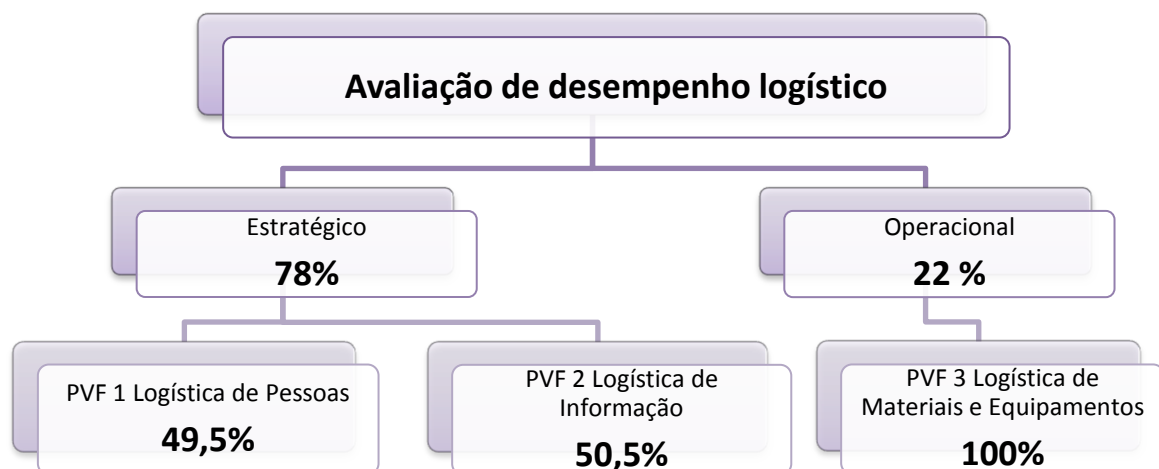 Avaliação de desempenho logístico
Estratégico
78%
Operacional
22 %
PVF 1 Logística de Pessoas
49,5%
PVF 2 Logística de
Informação
50,5%
PVF 3 Logística de
Materiais e Equipamentos
100%